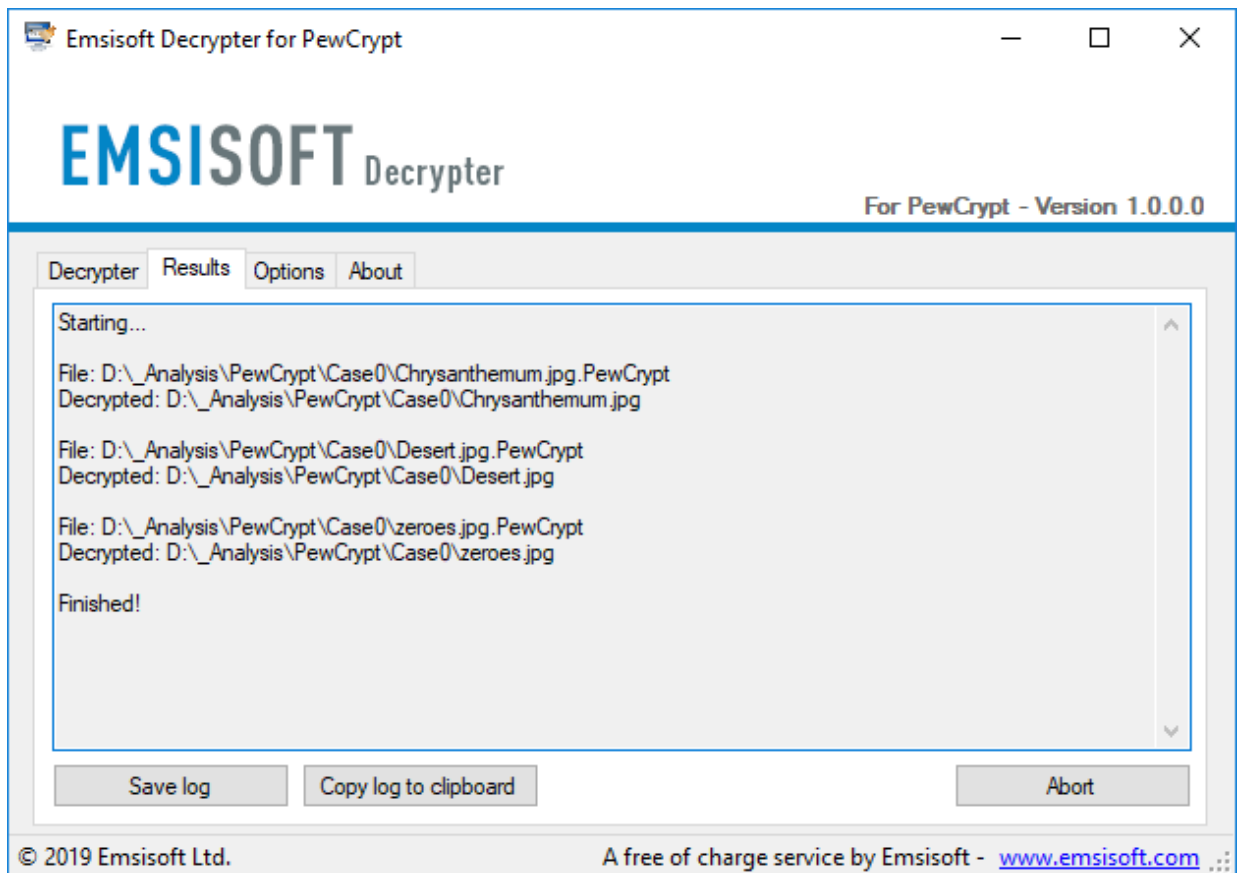 Emsisoft Decrypter for PewCrypt
EMSISOFT Decrypter
For PewCrypt - Version 1.0.0.0
Decrypter Results Options About
Starting...
File: D:\_Analysis\PewCrypt\Case0\Chrysanthemum.jpg.PewCrypt
Decrypted: D:\_Analysis\PewCrypt\Case0\Chrysanthemum.jpg
File: D:\_Analysis\PewCrypt\Case0\Desert.jpg.PewCrypt
Decrypted: D:\_Analysis\PewCrypt\Case0\Desert.jpg
File: D:\_Analysis\PewCrypt\Case0\zeroes.jpg.PewCrypt
Decrypted: D:\_Analysis\PewCrypt\Case0\zeroes.jpg
Finished!
Save log Copy log to clipboard Abort
© 2019 Emsisoft Ltd. A free of charge service by Emsisoft - www.emsisoft.com